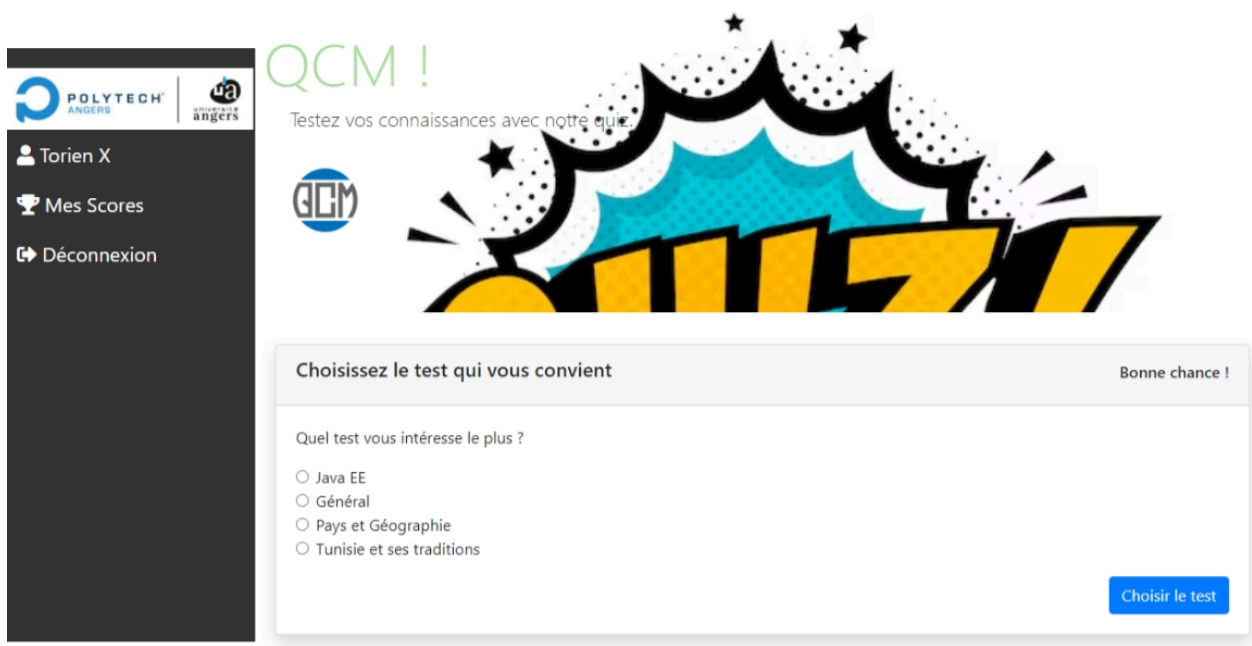 POLYTECH
ANGERS
ua
université
angers
Torien X
Mes Scores
Déconnexion
QCM !
Testez vos connaissances avec notre quiz.
QCM
QUIZ!
Choisissez le test qui vous convient
Bonne chance !
Quel test vous intéresse le plus ?
Java EE
Général
Pays et Géographie
Tunisie et ses traditions
Choisir le test